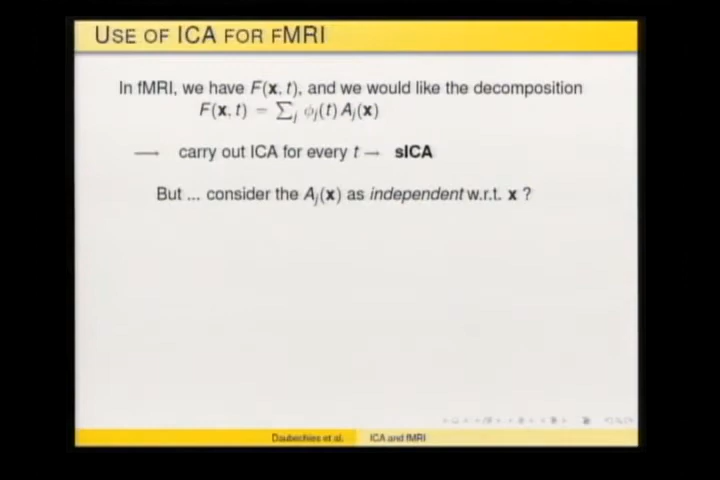 USE OF ICA FOR FMRI
In fMRI, we have F(x, t), and we would like the decomposition
F(x, t) = ∑j ϕj(t) Aj(x)
⟶ carry out ICA for every t → sICA
But ... consider the Aj(x) as independent w.r.t. x ?
Daubechies et al. ICA and fMRI